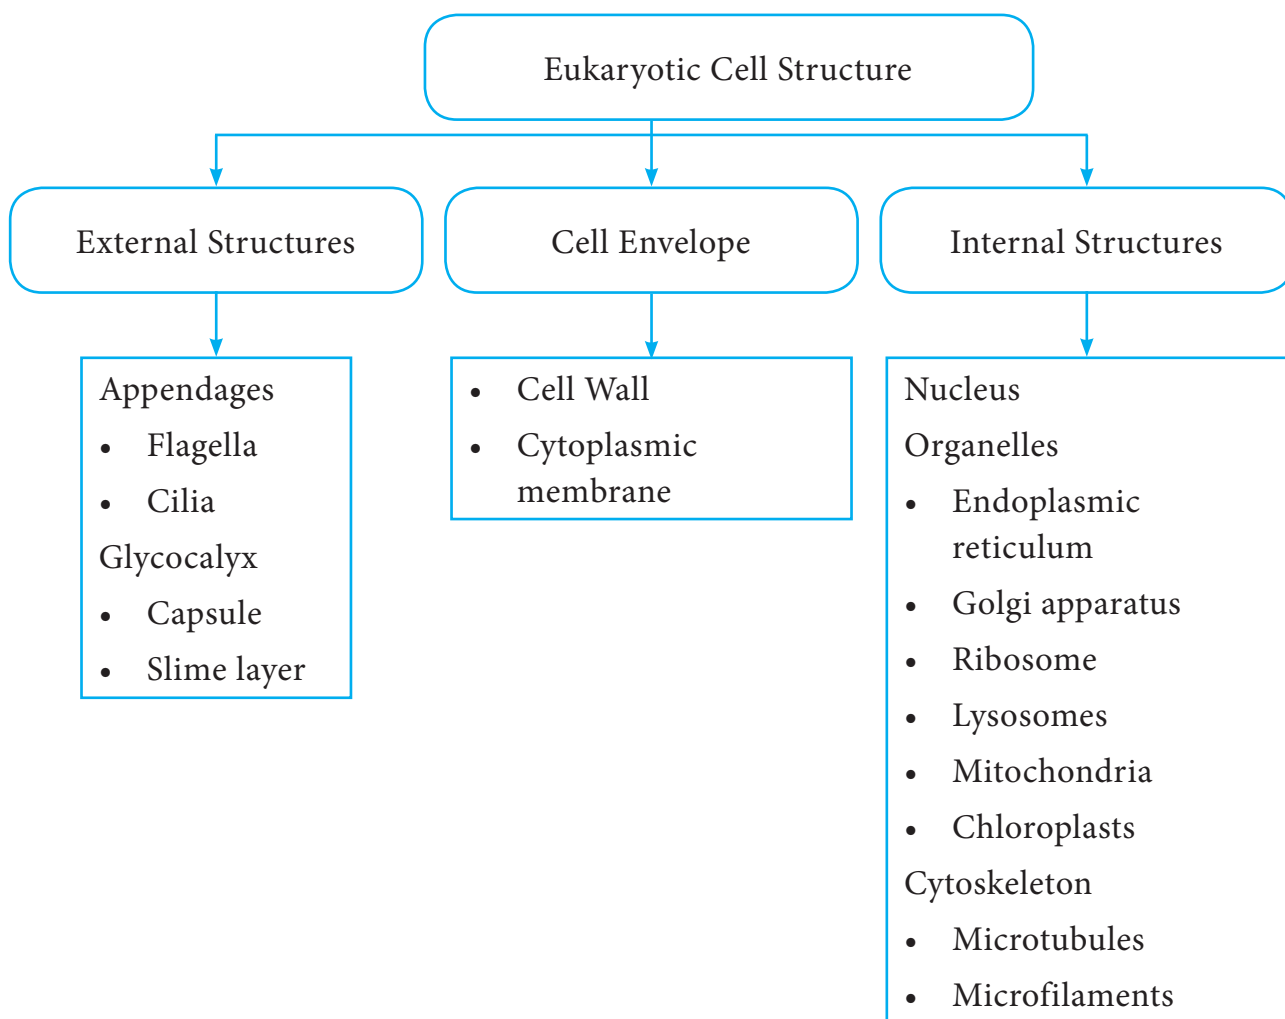 Eukaryotic Cell Structure
External Structures
Cell Envelope
Internal Structures
Appendages
• Flagella
• Cilia
Glycocalyx
• Capsule
• Slime layer
• Cell Wall
• Cytoplasmic
membrane
Nucleus
Organelles
• Endoplasmic
reticulum
• Golgi apparatus
• Ribosome
• Lysosomes
• Mitochondria
• Chloroplasts
Cytoskeleton
• Microtubules
• Microfilaments